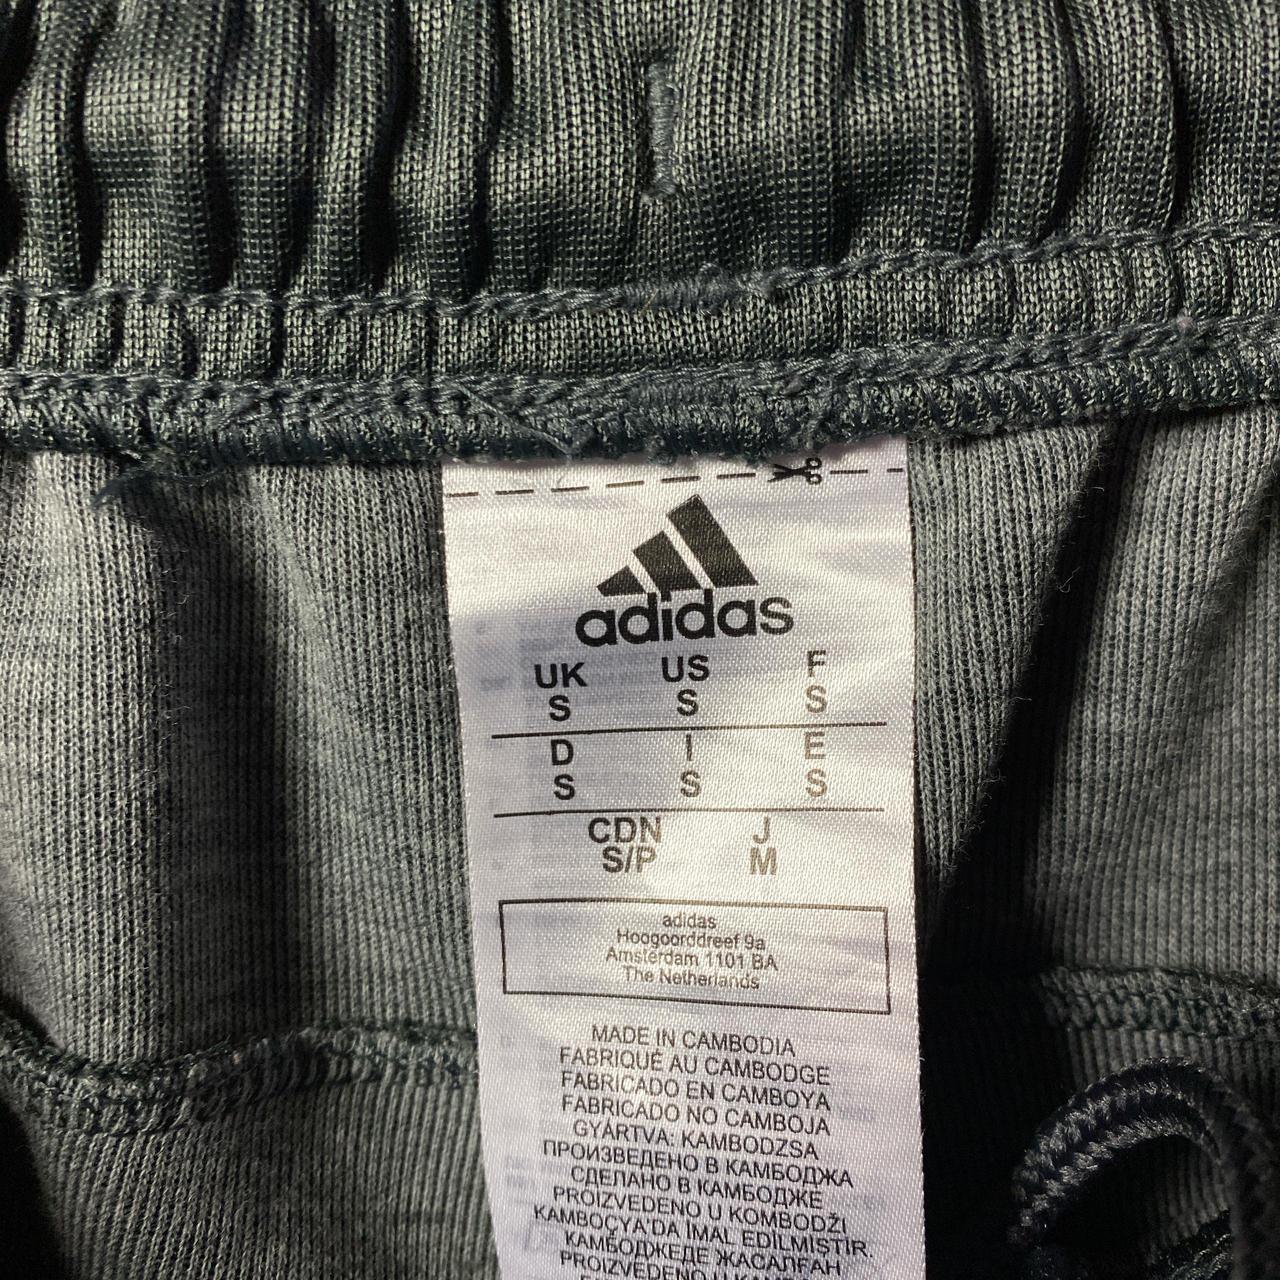 adidas
UK US F
S S S
D I E
S S S
CDN J
S/P M
adidas
Hoogoorddreef 9a
Amsterdam 1101 BA
The Netherlands
MADE IN CAMBODIA
FABRIQUÉ AU CAMBODGE
FABRICADO EN CAMBOYA
FABRICADO NO CAMBOJA
GYÁRTVA: KAMBODZSA
ПРОИЗВЕДЕНО В КАМБОДЖА
СДЕЛАНО В КАМБОДЖЕ
PROIZVEDENO U KOMBODŽI
KAMBOÇYA'DA İMAL EDİLMİŞTİR.
КАМБОДЖЕДЕ ЖАСАЛҒАН
PROIZVEDENO U